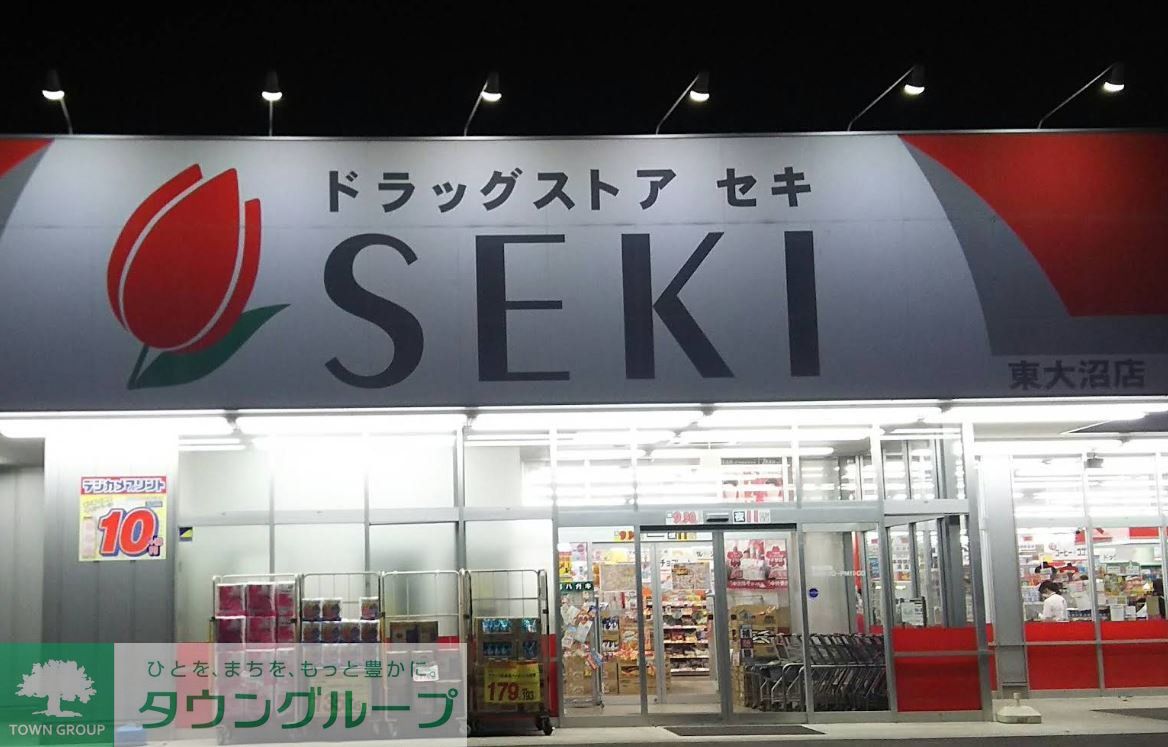 ドラッグストア セキ
SEKI
東大沼店
デジカメプリント
10
179
193
ひとを、まちを、もっと豊かに。
タウングループ
TOWN GROUP